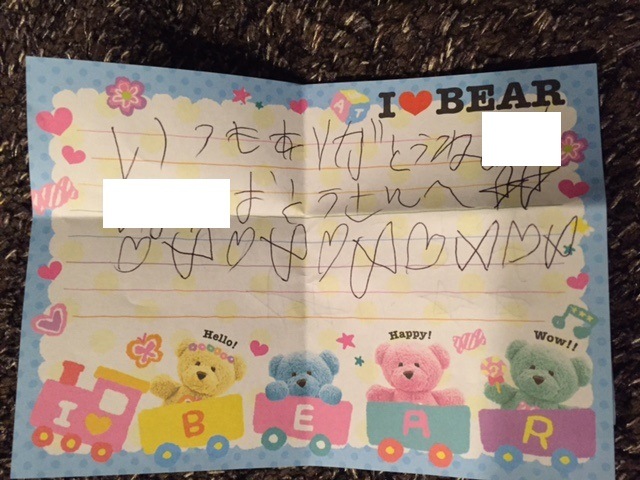 I❤BEAR
いつもありがとうね
おとうさんへ
Hello!
Happy!
Wow!!
I B E A R